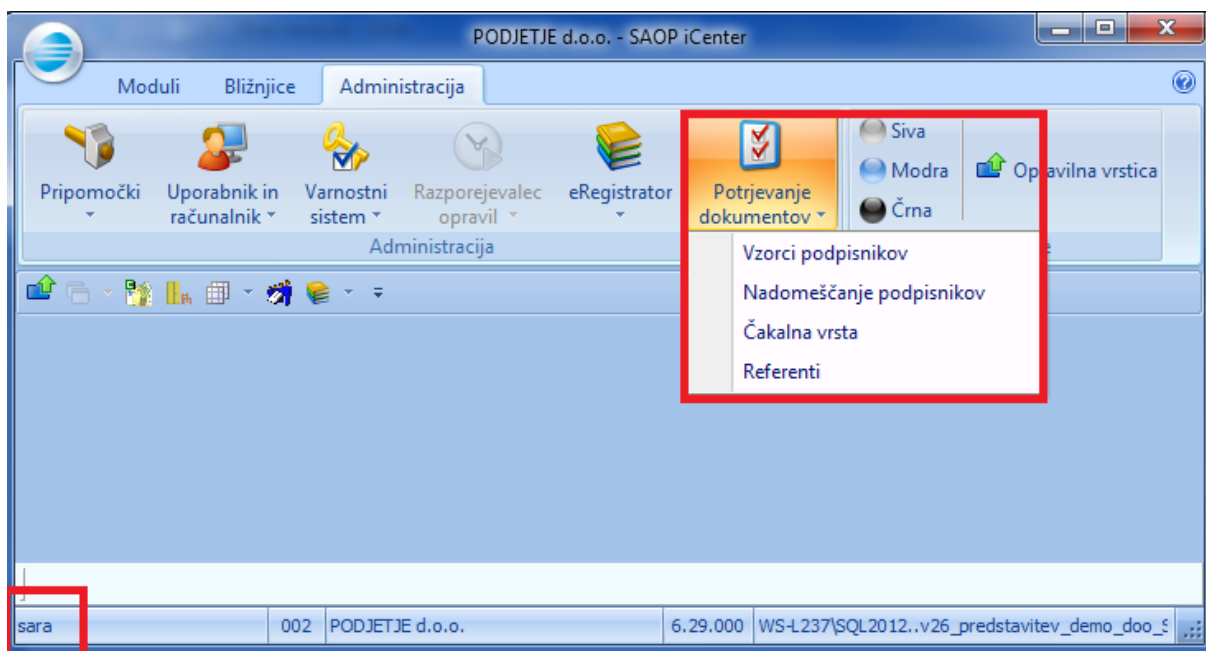 PODJETJE d.o.o. - SAOP iCenter
Moduli Bližnjice Administracija
Siva
Modra
Črna
Opravilna vrstica
Pripomočki
Uporabnik in
računalnik
Varnostni
sistem
Razporejevalec
opravil
eRegistrator
Potrjevanje
dokumentov
Administracija
Vzorci podpisnikov
Nadomeščanje podpisnikov
Čakalna vrsta
Referenti
sara 002 PODJETJE d.o.o. 6.29.000 WS-L237\SQL2012..v26_predstavitev_demo_doo_S